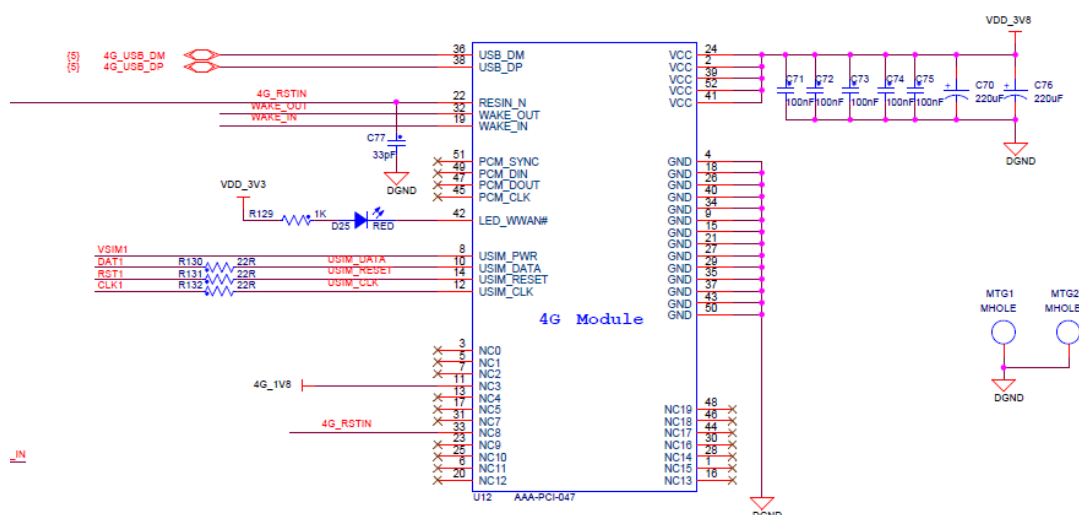 VDD_3V8
{5} 4G_USB_DM 36 USB_DM VCC 24
{5} 4G_USB_DP 38 USB_DP VCC 2
VCC 39
VCC 52
VCC 41
C71 C72 C73 C74 C75 C70 C76
100nF 100nF 100nF 100nF 100nF 220uF 220uF
DGND
4G_RSTIN 22 RESIN_N
WAKE_OUT 32 WAKE_OUT
WAKE_IN 19 WAKE_IN
C77
33pF
DGND
51 PCM_SYNC GND 4
49 PCM_DIN GND 18
47 PCM_DOUT GND 26
45 PCM_CLK GND 40
GND 34
VDD_3V3
R129 1K D25 RED 42 LED_WWAN# GND 9
GND 15
GND 21
VSIM1 8 USIM_PWR GND 27
DAT1 R130 22R USIM_DATA 10 USIM_DATA GND 29
RST1 R131 22R USIM_RESET 14 USIM_RESET GND 35
CLK1 R132 22R USIM_CLK 12 USIM_CLK GND 37
GND 43
GND 50
4G Module
MTG1 MTG2
MHOLE MHOLE
DGND
3 NC0
5 NC1
7 NC2
4G_1V8 11 NC3
13 NC4
17 NC5 NC19 48
31 NC7 NC18 46
4G_RSTIN 33 NC8 NC17 44
23 NC9 NC16 30
25 NC10 NC14 28
6 NC11 NC15 1
20 NC12 NC13 16
_IN
U12 AAA-PCI-047
DGND